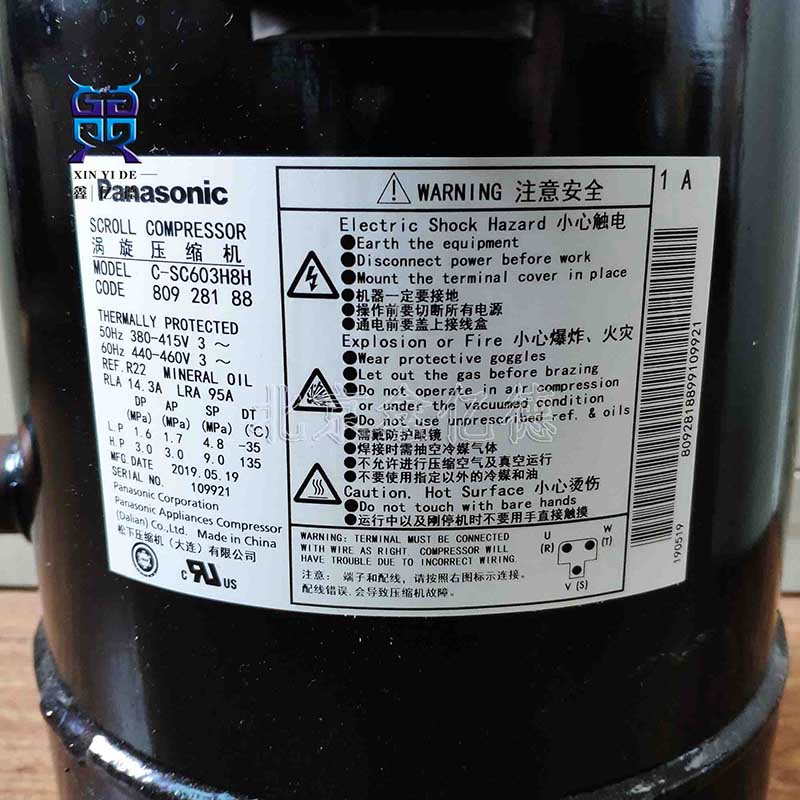 XIN YI DE
鑫
Panasonic
SCROLL COMPRESSOR
涡旋压缩机
MODEL C-SC603H8H
CODE 809 281 88
THERMALLY PROTECTED
50Hz 380-415V 3 ～
60Hz 440-460V 3 ～
REF. R22 MINERAL OIL
RLA 14.3A LRA 95A
DP AP SP DT
(MPa) (MPa) (MPa) (℃)
L.P 1.6 1.7 4.8 -35
H.P 3.0 3.0 9.0 135
MFG.DATE 2019.05.19
SERIAL NO. 109921
Panasonic Corporation
Panasonic Appliances Compressor
(Dalian) Co.,Ltd. Made in China
松下压缩机（大连）有限公司
C US
WARNING 注意安全
Electric Shock Hazard 小心触电
●Earth the equipment
●Disconnect power before work
●Mount the terminal cover in place
●机器一定要接地
●操作前要切断所有电源
●通电前要盖上接线盒
Explosion or Fire 小心爆炸、火灾
●Wear protective goggles
●Let out the gas before brazing
●Do not operate in air compression
under the vacuumed condition
●Do not use unprescribed ref. & oils
●需戴防护眼镜
●焊接时需抽空冷媒气体
●不允许进行压缩空气及真空运行
●不要使用指定以外的冷媒和油
Caution, Hot Surface 小心烫伤
●Do not touch with bare hands
●运行中以及刚停机时不要用手直接触摸
WARNING: TERMINAL MUST BE CONNECTED
WITH WIRE AS RIGHT. COMPRESSOR WILL
HAVE TROUBLE DUE TO INCORRECT WIRING.
注意: 端子和配线, 请按照右图标示连接。
配线错误,会导致压缩机故障。
U
(R)
W
(T)
V (S)
1 A
8092818899109921
190519
北京鑫亿德